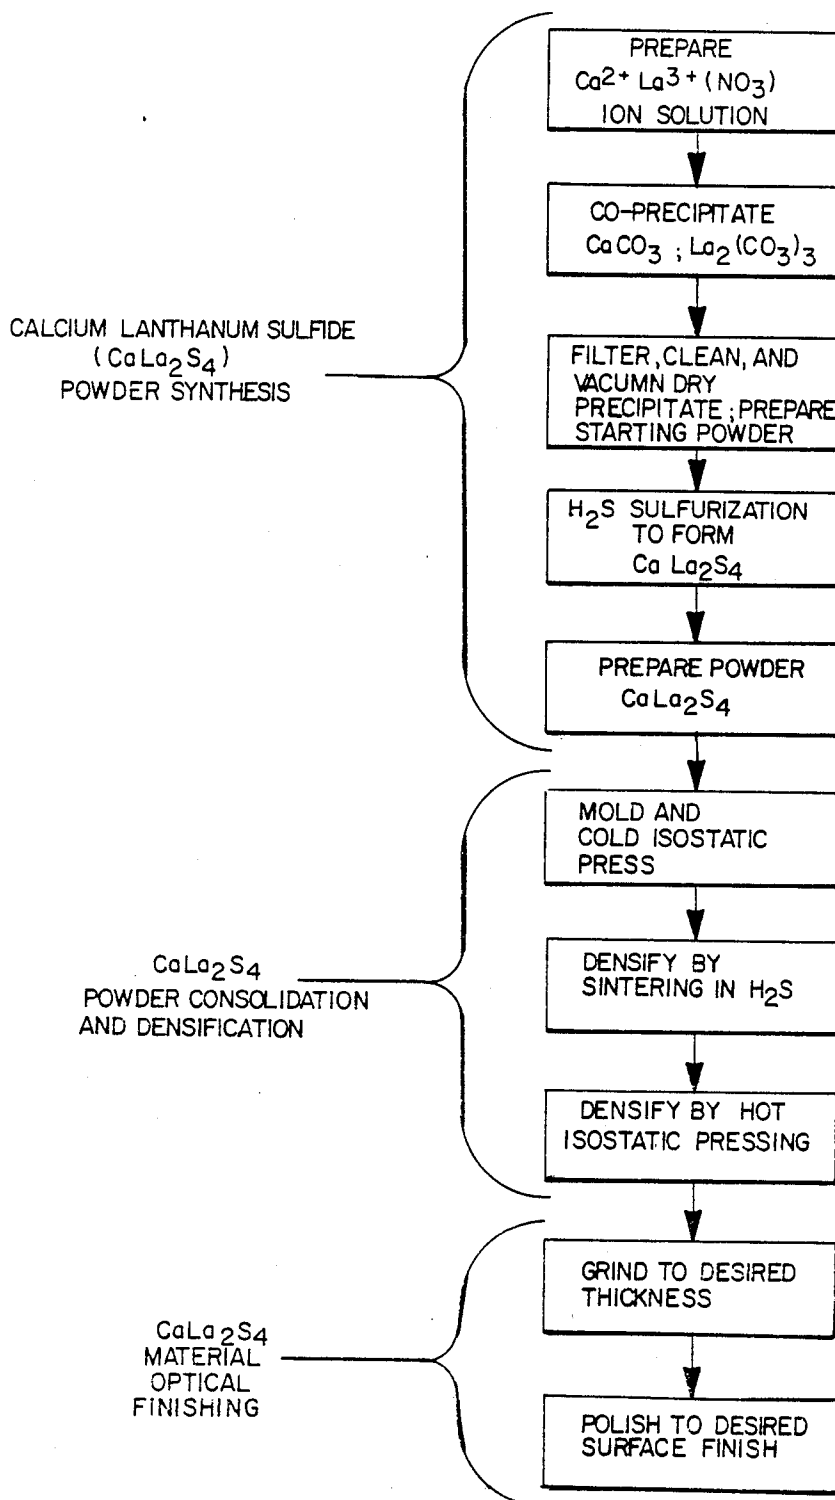 PREPARE
Ca2+ La3+ (NO3)
ION SOLUTION
CO-PRECIPITATE
CaCO3 ; La2(CO3)3
CALCIUM LANTHANUM SULFIDE
(CaLa2S4)
POWDER SYNTHESIS
FILTER, CLEAN, AND
VACUMN DRY
PRECIPITATE; PREPARE
STARTING POWDER
H2S SULFURIZATION
TO FORM
Ca La2S4
PREPARE POWDER
CaLa2S4
MOLD AND
COLD ISOSTATIC
PRESS
CaLa2S4
POWDER CONSOLIDATION
AND DENSIFICATION
DENSIFY BY
SINTERING IN H2S
DENSIFY BY HOT
ISOSTATIC PRESSING
GRIND TO DESIRED
THICKNESS
CaLa2S4
MATERIAL
OPTICAL
FINISHING
POLISH TO DESIRED
SURFACE FINISH